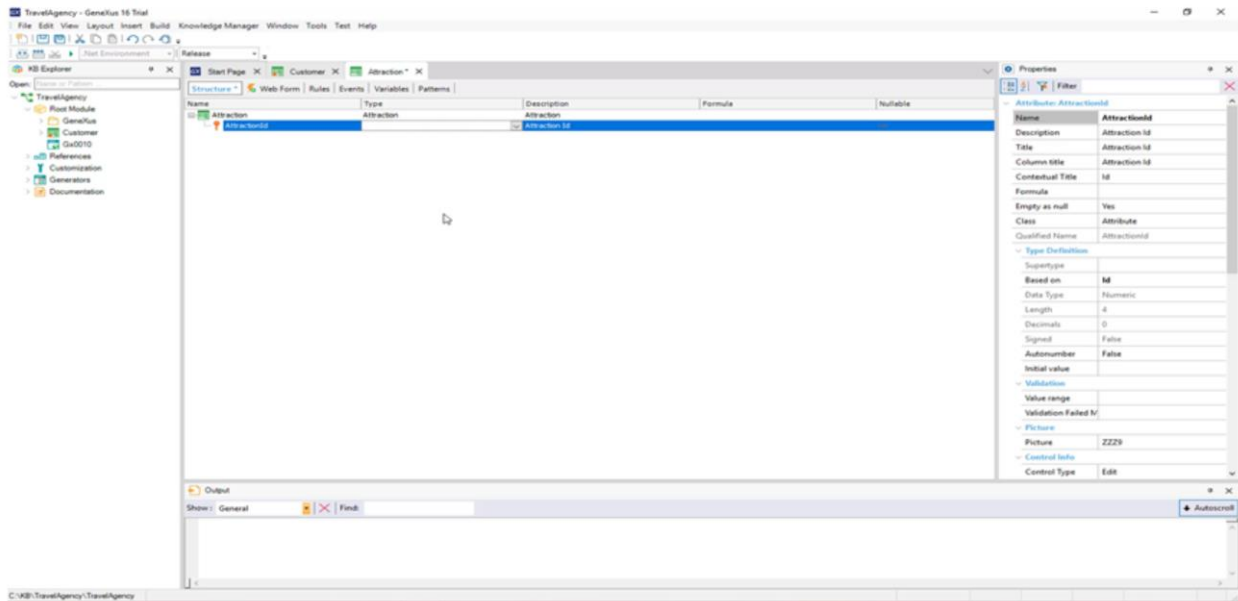 TravelAgency - GeneXus 16 Trial
File Edit View Layout Insert Build Knowledge Manager Window Tools Test Help
.Net Environment Release
KB Explorer
Open: Name or Pattern ...
TravelAgency
Root Module
GeneXus
Customer
Gx0010
References
Customization
Generators
Documentation
Start Page Customer Attraction *
Structure * Web Form Rules Events Variables Patterns
Name Type Description Formula Nullable
Attraction Attraction Attraction
AttractionId Attraction Id
Properties
Filter
Attribute: AttractionId
Name AttractionId
Description Attraction Id
Title Attraction Id
Column title Attraction Id
Contextual Title Id
Formula
Empty as null Yes
Class Attribute
Qualified Name AttractionId
Type Definition
Supertype
Based on Id
Data Type Numeric
Length 4
Decimals 0
Signed False
Autonumber False
Initial value
Validation
Value range
Validation Failed M
Picture
Picture ZZZ9
Control Info
Control Type Edit
Output
Show: General Find:
Autoscroll
C:\KB\TravelAgency\TravelAgency